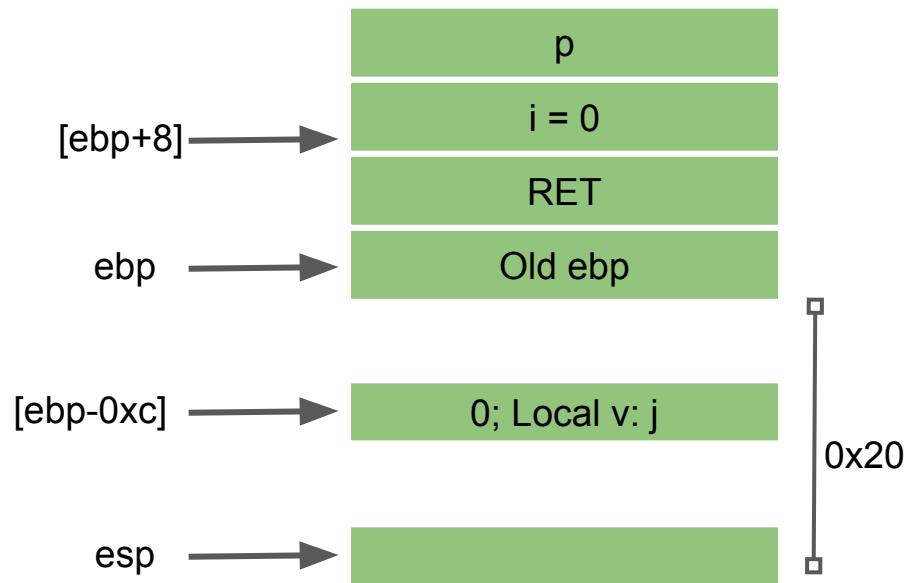 p
[ebp+8]
i = 0
RET
ebp
Old ebp
[ebp-0xc]
0; Local v: j
0x20
esp